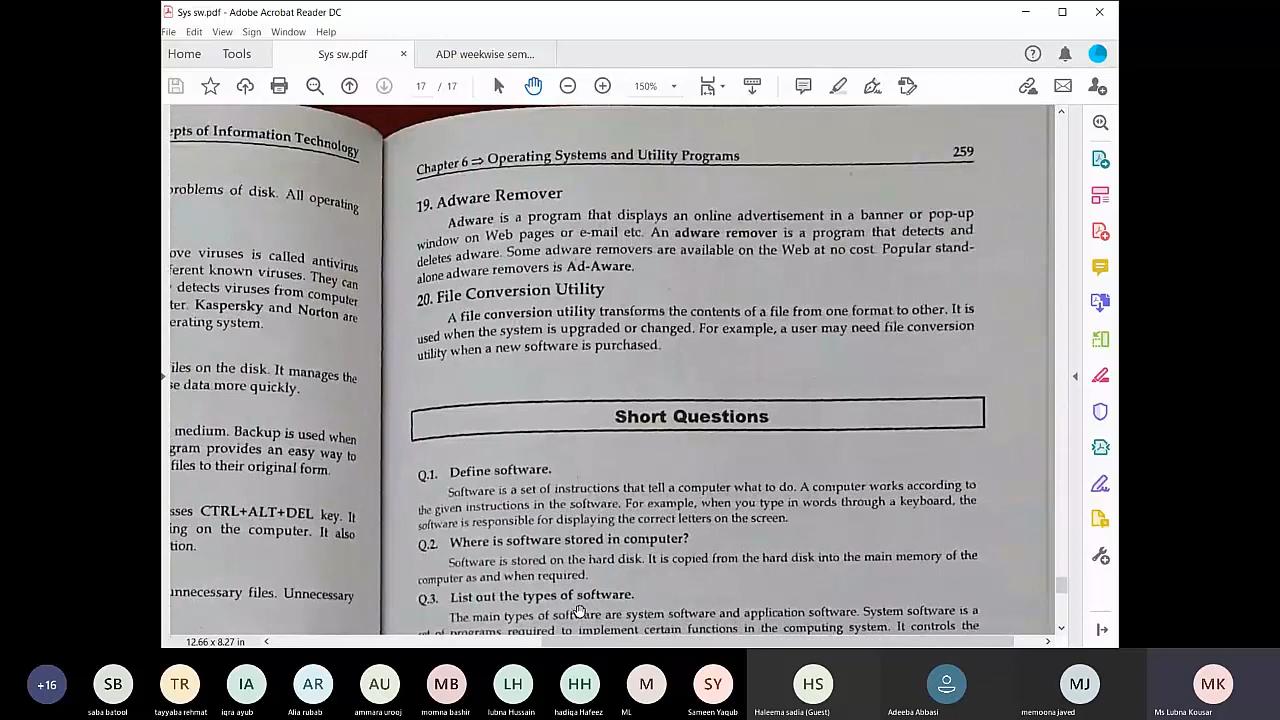 Sys sw.pdf - Adobe Acrobat Reader DC
File Edit View Sign Window Help
Home Tools Sys sw.pdf × ADP weekwise sem...
17 / 17 150%
epts of Information Technology
problems of disk. All operating
ove viruses is called antivirus
ferent known viruses. They can
detects viruses from computer
ter. Kaspersky and Norton are
erating system.
iles on the disk. It manages the
se data more quickly.
medium. Backup is used when
gram provides an easy way to
files to their original form.
sses CTRL+ALT+DEL key. It
ing on the computer. It also
tion.
unnecessary files. Unnecessary
Chapter 6 ⇒ Operating Systems and Utility Programs 259
19. Adware Remover
Adware is a program that displays an online advertisement in a banner or pop-up
window on Web pages or e-mail etc. An adware remover is a program that detects and
deletes adware. Some adware removers are available on the Web at no cost. Popular stand-
alone adware removers is Ad-Aware.
20. File Conversion Utility
A file conversion utility transforms the contents of a file from one format to other. It is
used when the system is upgraded or changed. For example, a user may need file conversion
utility when a new software is purchased.
Short Questions
Q.1. Define software.
Software is a set of instructions that tell a computer what to do. A computer works according to
the given instructions in the software. For example, when you type in words through a keyboard, the
software is responsible for displaying the correct letters on the screen.
Q.2. Where is software stored in computer?
Software is stored on the hard disk. It is copied from the hard disk into the main memory of the
computer as and when required.
Q.3. List out the types of software.
The main types of software are system software and application software. System software is a
set of programs required to implement certain functions in the computing system. It controls the
12.66 x 8.27 in
+16 SB TR IA AR AU MB LH HH M SY HS MJ MK
saba batool tayyaba rehmat iqra ayub Alia rubab ammara urooj momna bashir lubna Hussain hadiqa Hafeez ML Sameen Yaqub Haleema sadia (Guest) Adeeba Abbasi memoona javed Ms Lubna Kousar